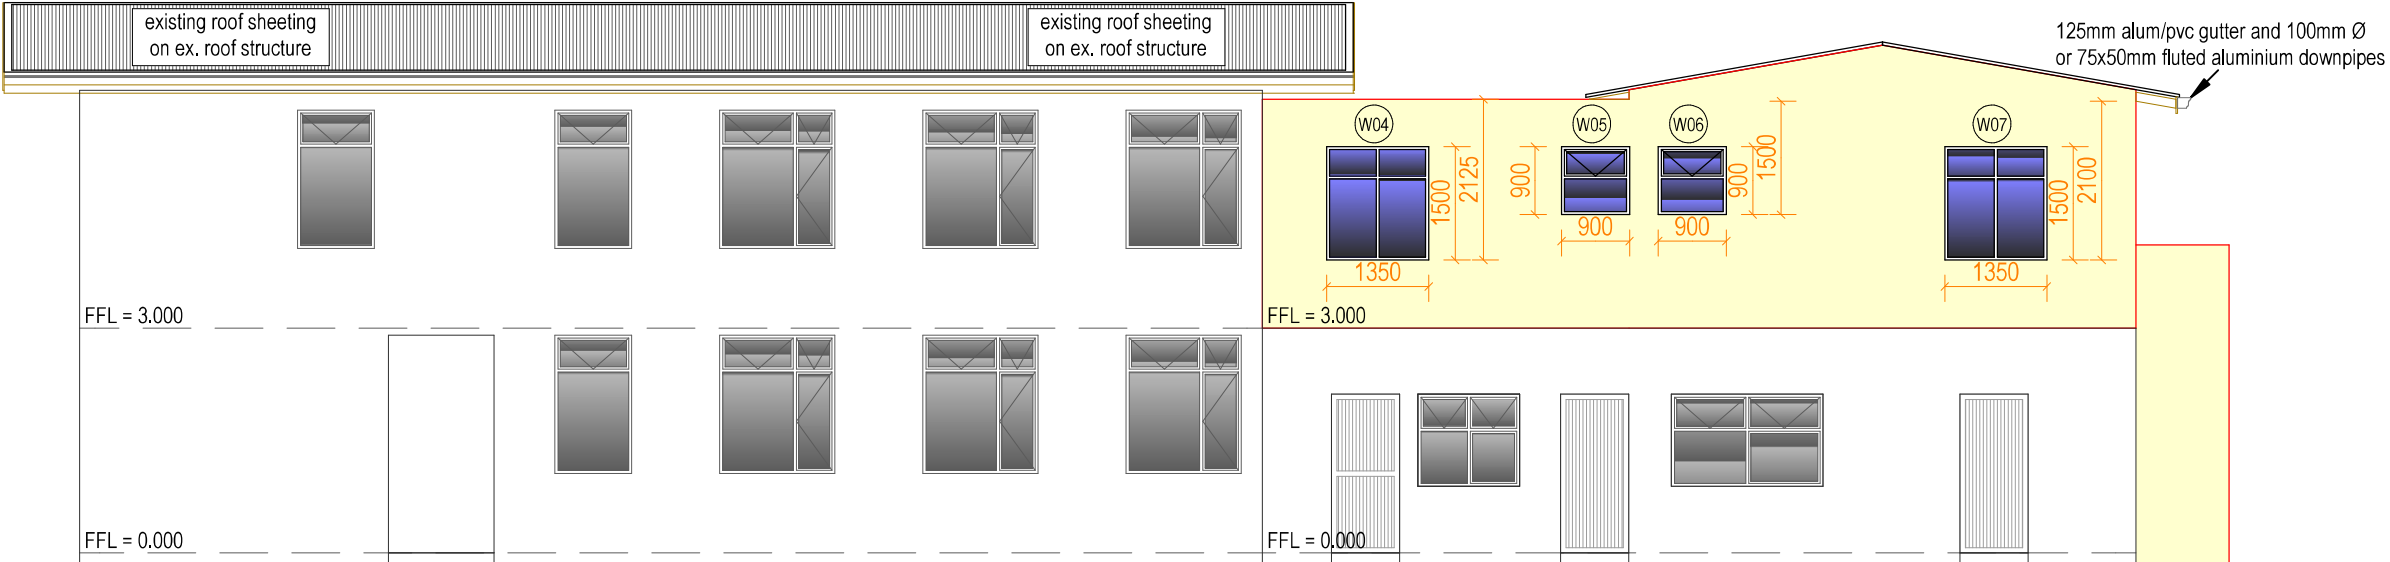 existing roof sheeting
on ex. roof structure
existing roof sheeting
on ex. roof structure
125mm alum/pvc gutter and 100mm Ø
or 75x50mm fluted aluminium downpipes
W04
W05
W06
W07
1500
2125
900
900
1500
1500
2100
900
900
1350
1350
FFL = 3.000
FFL = 3.000
FFL = 0.000
FFL = 0.000